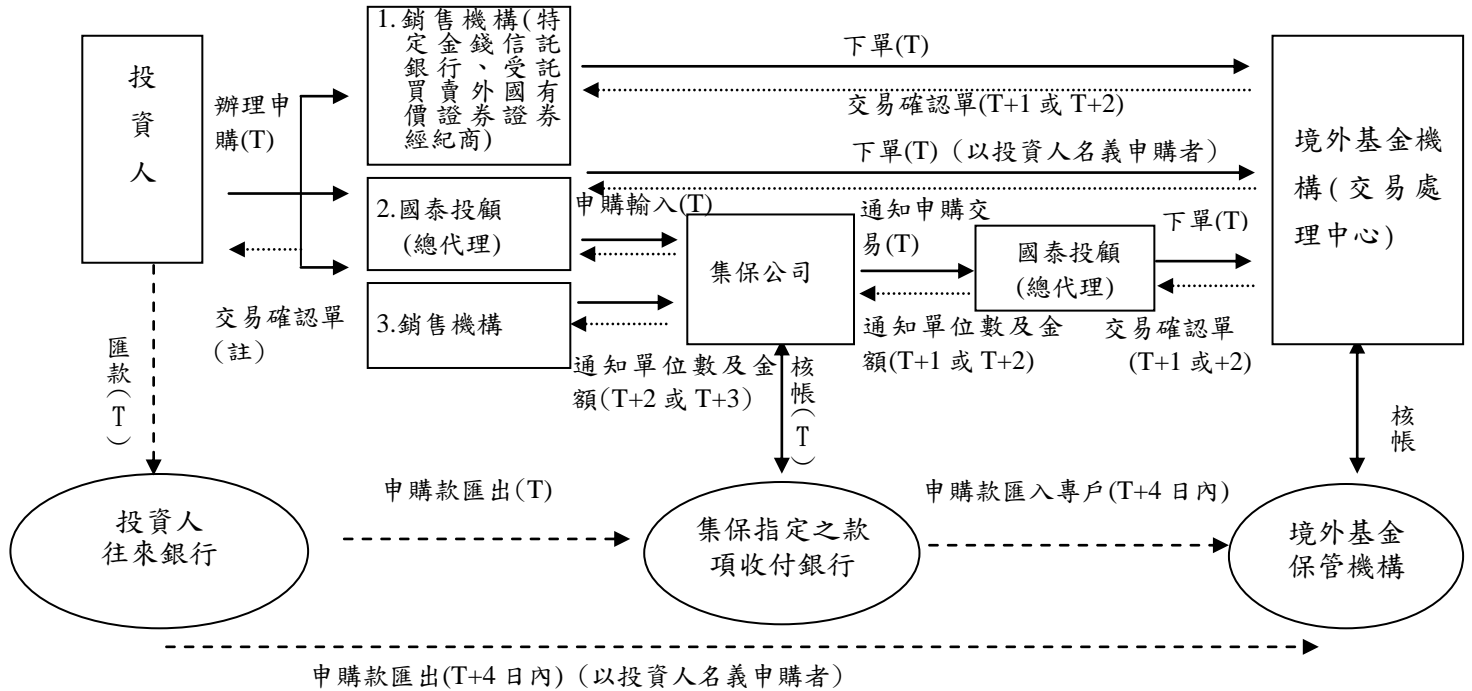 投
資
人
辦理申
購(T)
交易確認單
(註)
匯款(T)
1.銷售機構(特
定金錢信託
銀行、受託
買賣外國有
價證券證券
經紀商)
2.國泰投顧
(總代理)
3.銷售機構
下單(T)
交易確認單(T+1 或 T+2)
下單(T)(以投資人名義申購者)
申購輸入(T)
通知單位數及金
額(T+2 或 T+3)
集保公司
核帳(T)
通知申購交
易(T)
通知單位數及金
額(T+1 或 T+2)
國泰投顧
(總代理)
下單(T)
交易確認單
(T+1 或+2)
境外基金機
構(交易處
理中心)
核帳
投資人
往來銀行
申購款匯出(T)
集保指定之款
項收付銀行
申購款匯入專戶(T+4 日內)
境外基金
保管機構
申購款匯出(T+4 日內)(以投資人名義申購者)